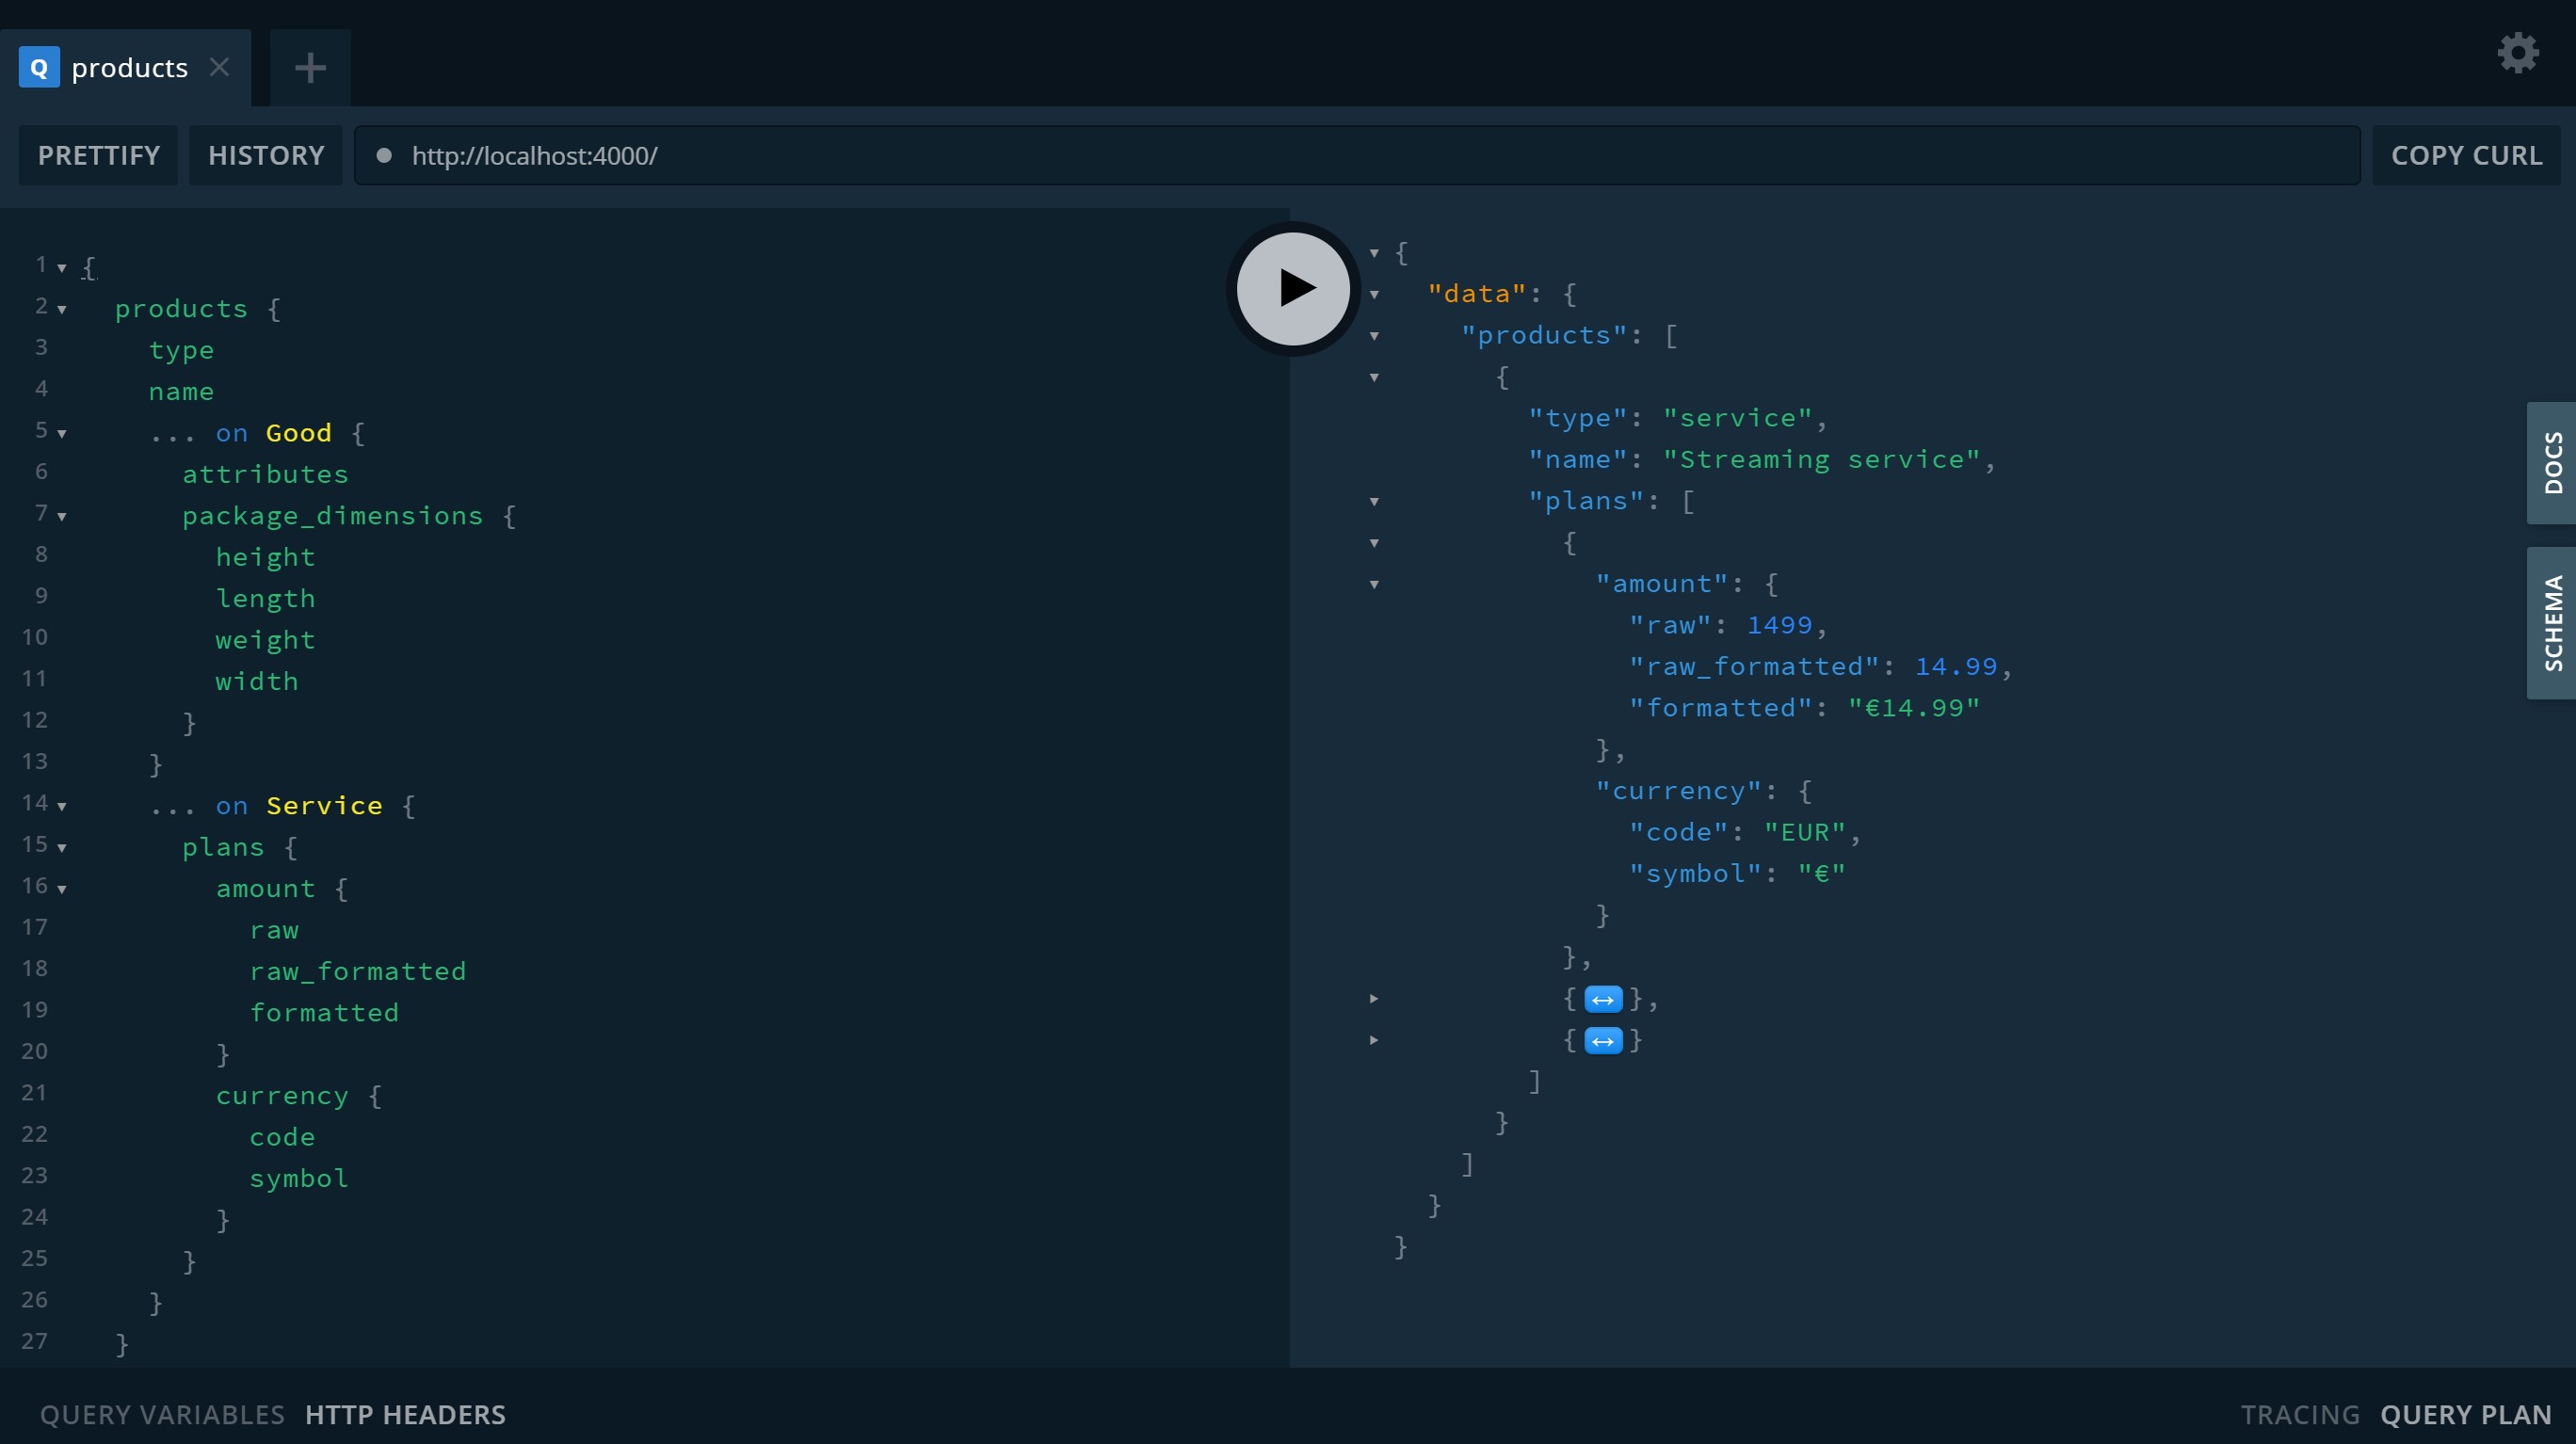 Q products
PRETTIFY HISTORY http://localhost:4000/ COPY CURL
1 {
2 products {
3 type
4 name
5 ... on Good {
6 attributes
7 package_dimensions {
8 height
9 length
10 weight
11 width
12 }
13 }
14 ... on Service {
15 plans {
16 amount {
17 raw
18 raw_formatted
19 formatted
20 }
21 currency {
22 code
23 symbol
24 }
25 }
26 }
27 }
{
"data": {
"products": [
{
"type": "service",
"name": "Streaming service",
"plans": [
{
"amount": {
"raw": 1499,
"raw_formatted": 14.99,
"formatted": "€14.99"
},
"currency": {
"code": "EUR",
"symbol": "€"
}
},
{↔},
{↔}
]
}
]
}
}
DOCS
SCHEMA
QUERY VARIABLES HTTP HEADERS
TRACING QUERY PLAN